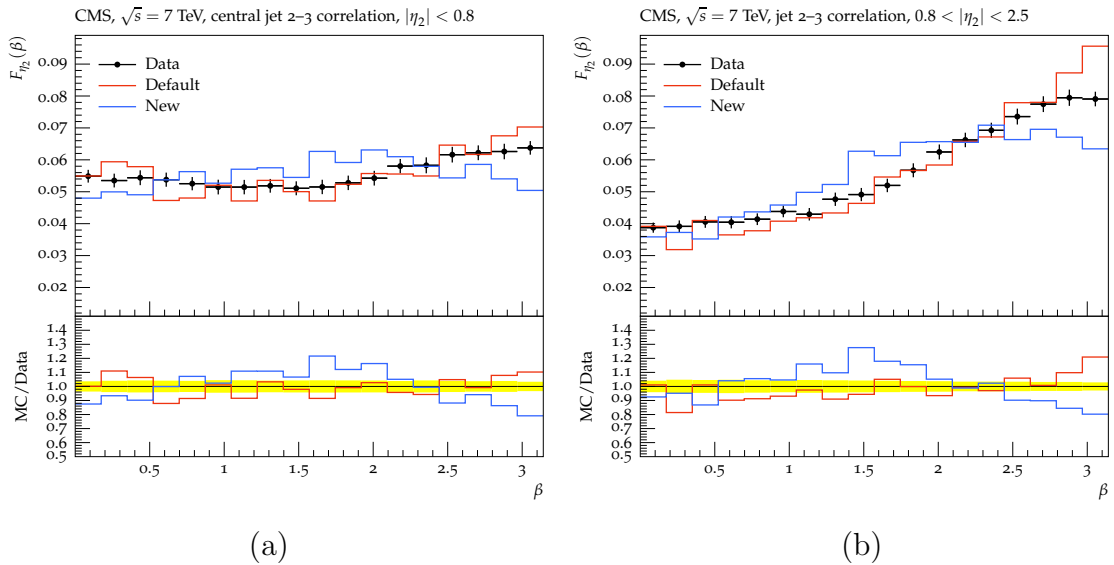 CMS, √s = 7 TeV, central jet 2–3 correlation, |η₂| < 0.8
F_η₂(β)
0.09
0.08
0.07
0.06
0.05
0.04
0.03
0.02
Data
Default
New
MC/Data
1.4
1.3
1.2
1.1
1.0
0.9
0.8
0.7
0.6
0.5
0.5 1 1.5 2 2.5 3
β
(a)
CMS, √s = 7 TeV, jet 2–3 correlation, 0.8 < |η₂| < 2.5
F_η₂(β)
0.09
0.08
0.07
0.06
0.05
0.04
0.03
0.02
Data
Default
New
MC/Data
1.4
1.3
1.2
1.1
1.0
0.9
0.8
0.7
0.6
0.5
0.5 1 1.5 2 2.5 3
β
(b)